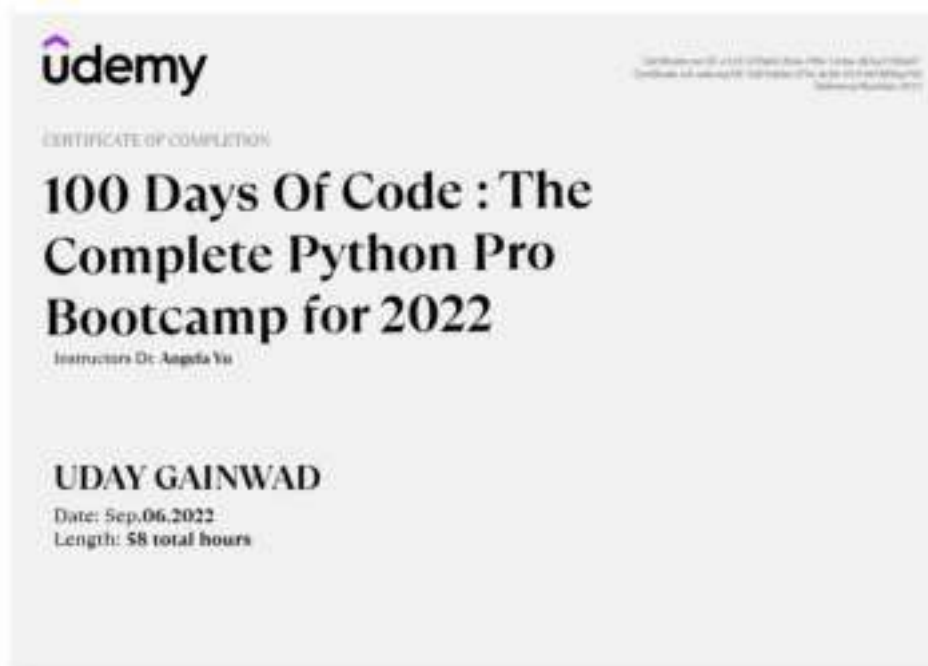 udemy
CERTIFICATE OF COMPLETION
100 Days Of Code : The
Complete Python Pro
Bootcamp for 2022
Instructors Dr. Angela Yu
UDAY GAINWAD
Date: Sep.06.2022
Length: 58 total hours